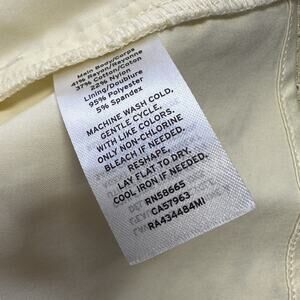 Main Body/Corps
41% Rayon/Rayonne
37% Cotton/Coton
22% Nylon
Lining/Doublure
95% Polyester
5% Spandex
MACHINE WASH COLD,
GENTLE CYCLE,
WITH LIKE COLORS.
ONLY NON-CHLORINE
BLEACH IF NEEDED.
RESHAPE,
LAY FLAT TO DRY,
COOL IRON IF NEEDED.
RN58665
CA57963
RA434484MI